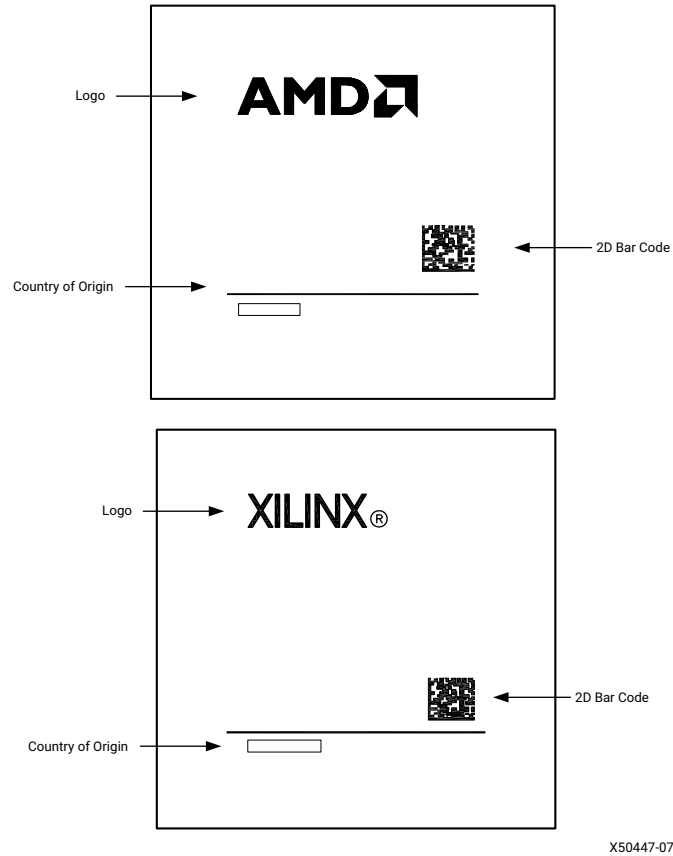 Logo
AMD
2D Bar Code
Country of Origin
Logo
XILINX®
2D Bar Code
Country of Origin
X50447-07